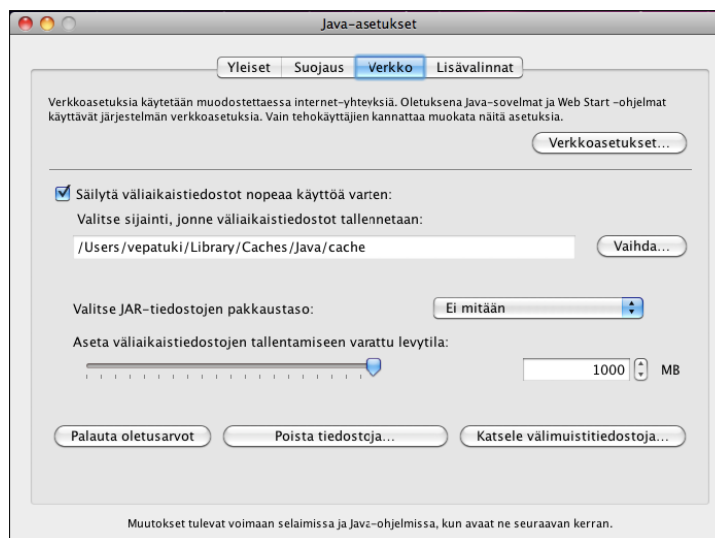 Java-asetukset
Yleiset Suojaus Verkko Lisävalinnat
Verkkoasetuksia käytetään muodostettaessa internet-yhteyksiä. Oletuksena Java-sovelmat ja Web Start -ohjelmat
käyttävät järjestelmän verkkoasetuksia. Vain tehokäyttäjien kannattaa muokata näitä asetuksia.
Verkkoasetukset...
Säilytä väliaikaistiedostot nopeaa käyttöä varten:
Valitse sijainti, jonne väliaikaistiedostot tallennetaan:
/Users/vepatuki/Library/Caches/Java/cache Vaihda...
Valitse JAR-tiedostojen pakkaustaso: Ei mitään
Aseta väliaikaistiedostojen tallentamiseen varattu levytila:
1000 MB
Palauta oletusarvot Poista tiedostoja... Katsele välimuistitiedostoja...
Muutokset tulevat voimaan selaimissa ja Java-ohjelmissa, kun avaat ne seuraavan kerran.